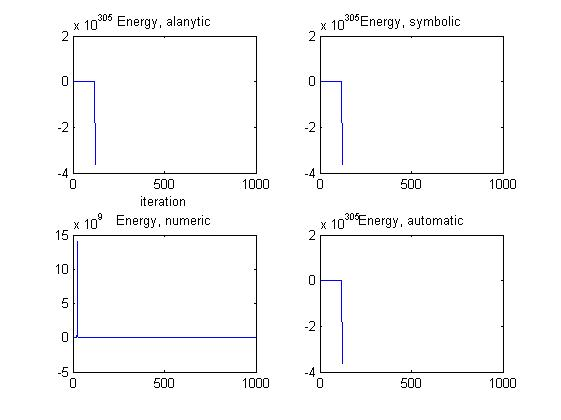 x 10^305 Energy, alanytic
2
0
-2
-4
0 500 1000
iteration
x 10^305 Energy, symbolic
2
0
-2
-4
0 500 1000
x 10^9 Energy, numeric
15
10
5
0
-5
0 500 1000
x 10^305 Energy, automatic
2
0
-2
-4
0 500 1000